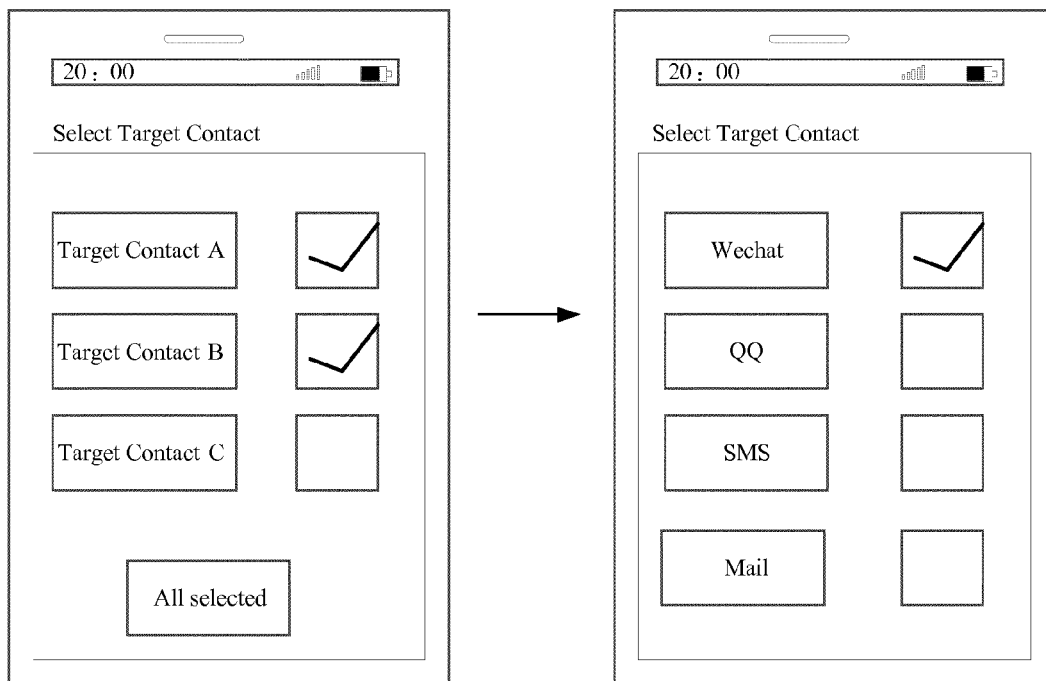 20：00
Select Target Contact
Target Contact A
Target Contact B
Target Contact C
All selected
20：00
Select Target Contact
Wechat
QQ
SMS
Mail